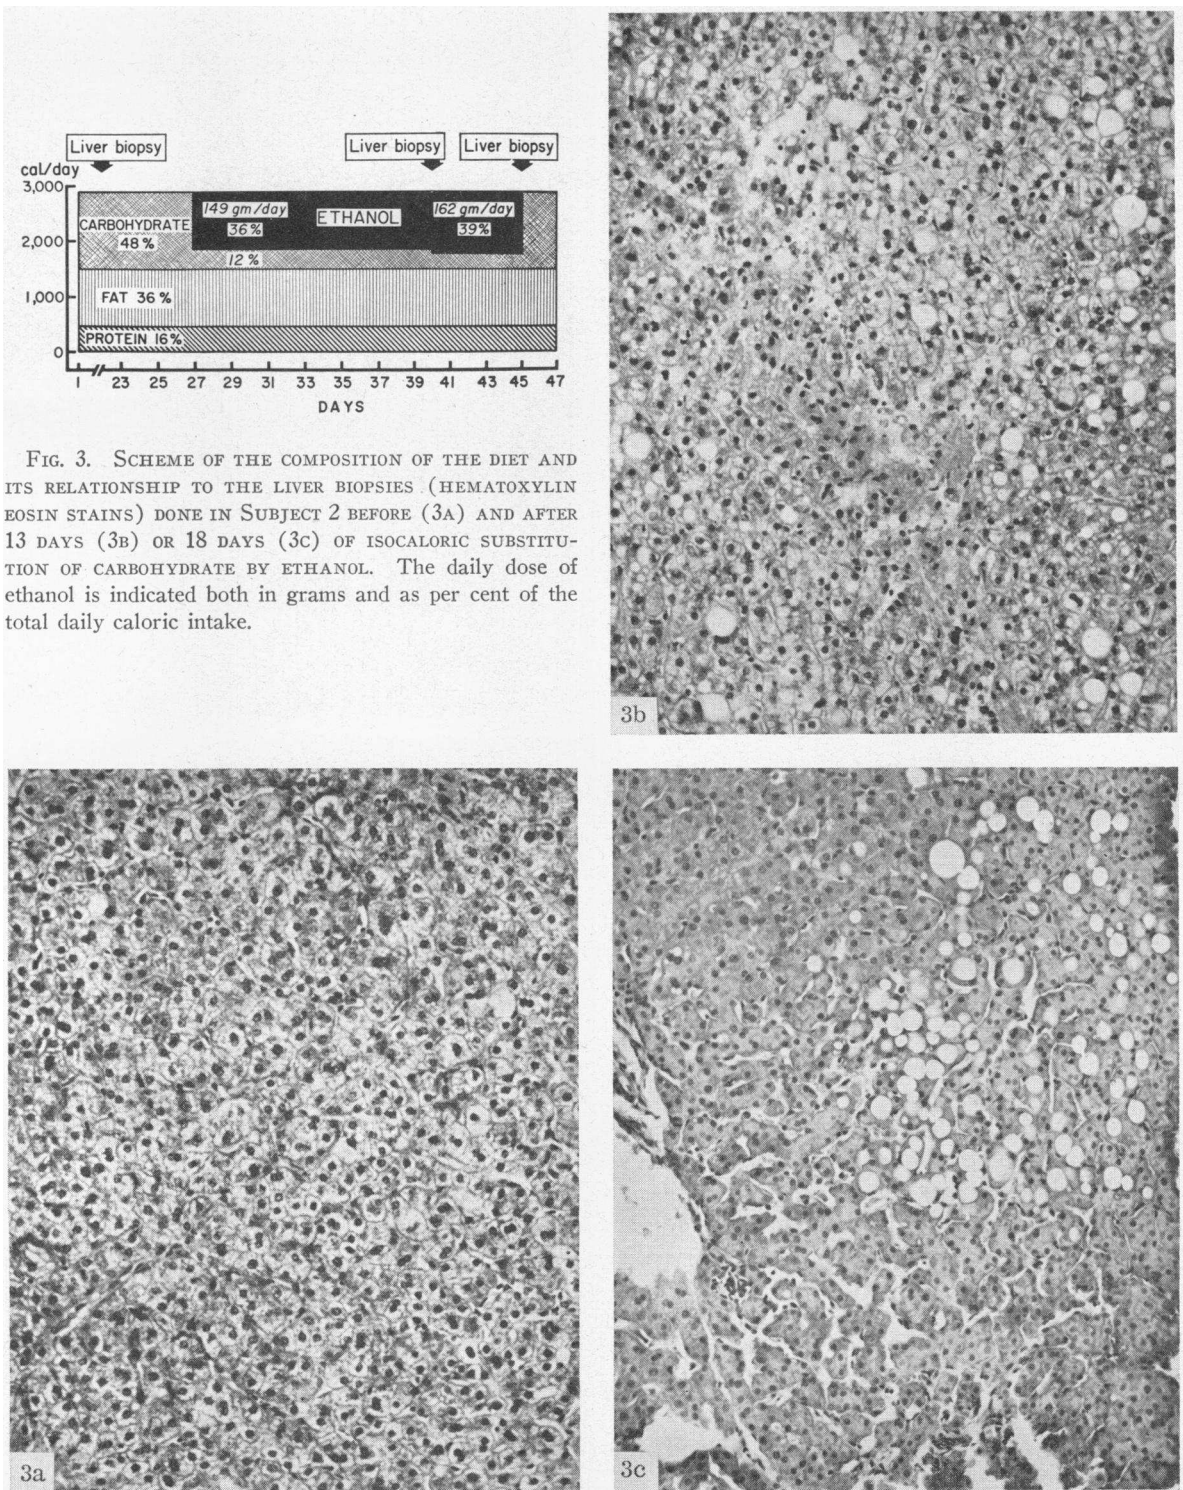 Liver biopsy Liver biopsy Liver biopsy
cal/day
3,000
CARBOHYDRATE 149 gm/day ETHANOL 162 gm/day
48% 36% 39%
2,000
12%
1,000 FAT 36%
PROTEIN 16%
0
1 23 25 27 29 31 33 35 37 39 41 43 45 47
DAYS
FIG. 3. SCHEME OF THE COMPOSITION OF THE DIET AND
ITS RELATIONSHIP TO THE LIVER BIOPSIES (HEMATOXYLIN
EOSIN STAINS) DONE IN SUBJECT 2 BEFORE (3A) AND AFTER
13 DAYS (3B) OR 18 DAYS (3C) OF ISOCALORIC SUBSTITU-
TION OF CARBOHYDRATE BY ETHANOL. The daily dose of
ethanol is indicated both in grams and as per cent of the
total daily caloric intake.
3b
3a
3c